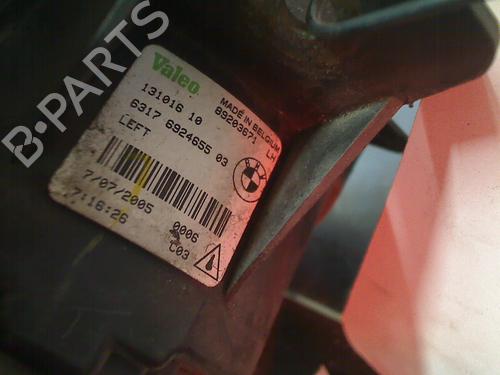 B-PARTS
Valeo
MADE IN BELGIUM
131016 10
89203671
6317 6924655 03
LH
LEFT
BMW
7/07/2005
0006
7:16:26
C03